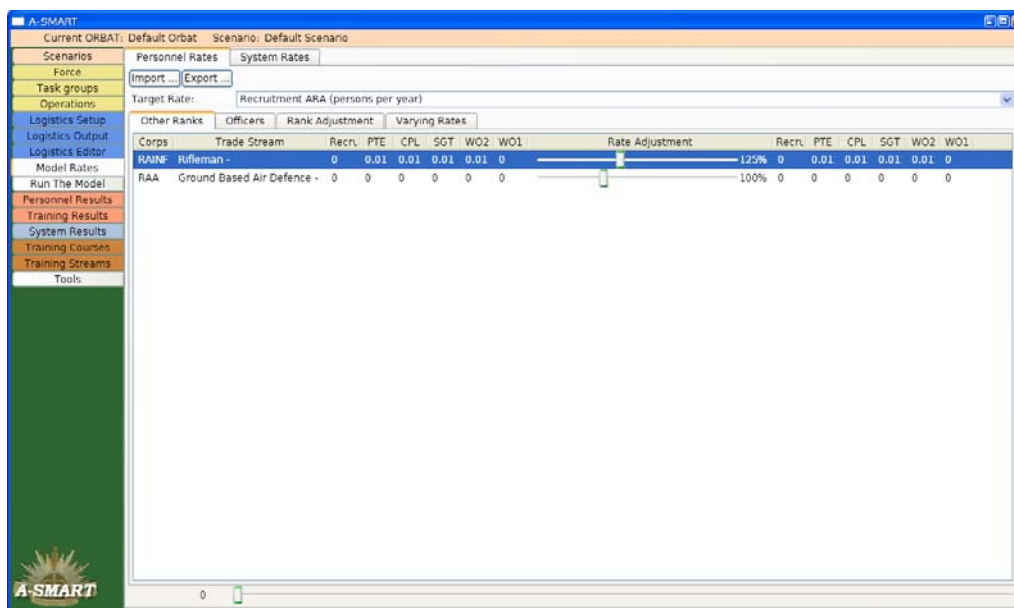 A-SMART
Current ORBAT: Default Orbat Scenario: Default Scenario
Scenarios
Force
Task groups
Operations
Logistics Setup
Logistics Output
Logistics Editor
Model Rates
Run The Model
Personnel Results
Training Results
System Results
Training Courses
Training Streams
Tools
Personnel Rates System Rates
Import ... Export ...
Target Rate: Recruitment ARA (persons per year)
Other Ranks Officers Rank Adjustment Varying Rates
Corps Trade Stream Recru PTE CPL SGT WO2 WO1 Rate Adjustment Recru PTE CPL SGT WO2 WO1
RAINF Rifleman - 0 0.01 0.01 0.01 0.01 0 125% 0 0.01 0.01 0.01 0.01 0
RAA Ground Based Air Defence - 0 0 0 0 0 0 100% 0 0 0 0 0 0
A-SMART
0